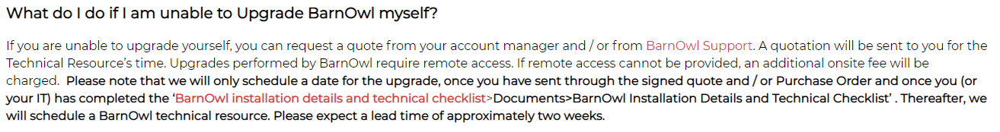 What do I do if I am unable to Upgrade BarnOwl myself?
If you are unable to upgrade yourself, you can request a quote from your account manager and / or from BarnOwl Support. A quotation will be sent to you for the
Technical Resource's time. Upgrades performed by BarnOwl require remote access. If remote access cannot be provided, an additional onsite fee will be
charged.  Please note that we will only schedule a date for the upgrade, once you have sent through the signed quote and / or Purchase Order and once you (or
your IT) has completed the ‘BarnOwl installation details and technical checklist>Documents>BarnOwl Installation Details and Technical Checklist’ . Thereafter, we
will schedule a BarnOwl technical resource. Please expect a lead time of approximately two weeks.